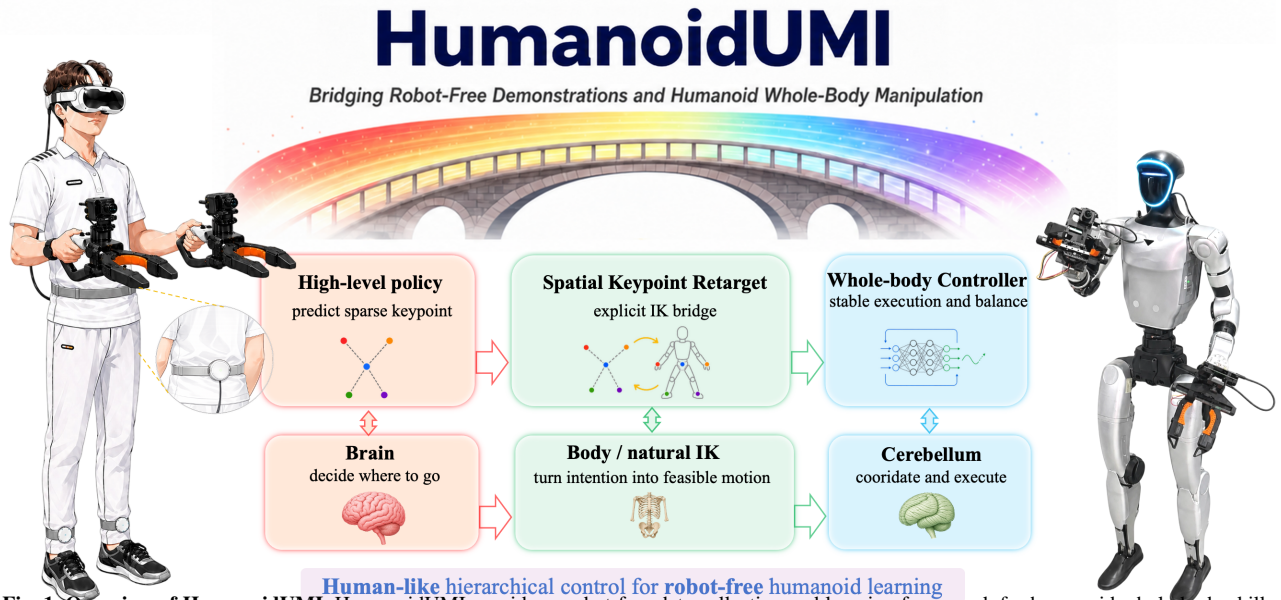 HumanoidUMI
Bridging Robot-Free Demonstrations and Humanoid Whole-Body Manipulation
High-level policy
predict sparse keypoint
Spatial Keypoint Retarget
explicit IK bridge
Whole-body Controller
stable execution and balance
Brain
decide where to go
Body / natural IK
turn intention into feasible motion
Cerebellum
cooridate and execute
Human-like hierarchical control for robot-free humanoid learning